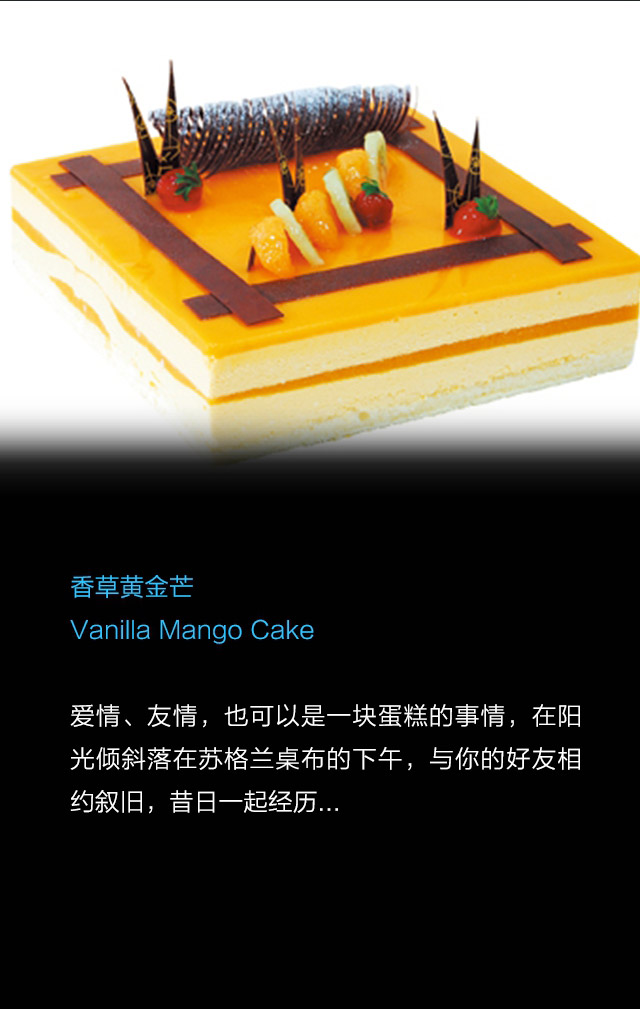 香草黄金芒
Vanilla Mango Cake
爱情、友情，也可以是一块蛋糕的事情，在阳
光倾斜落在苏格兰桌布的下午，与你的好友相
约叙旧，昔日一起经历...